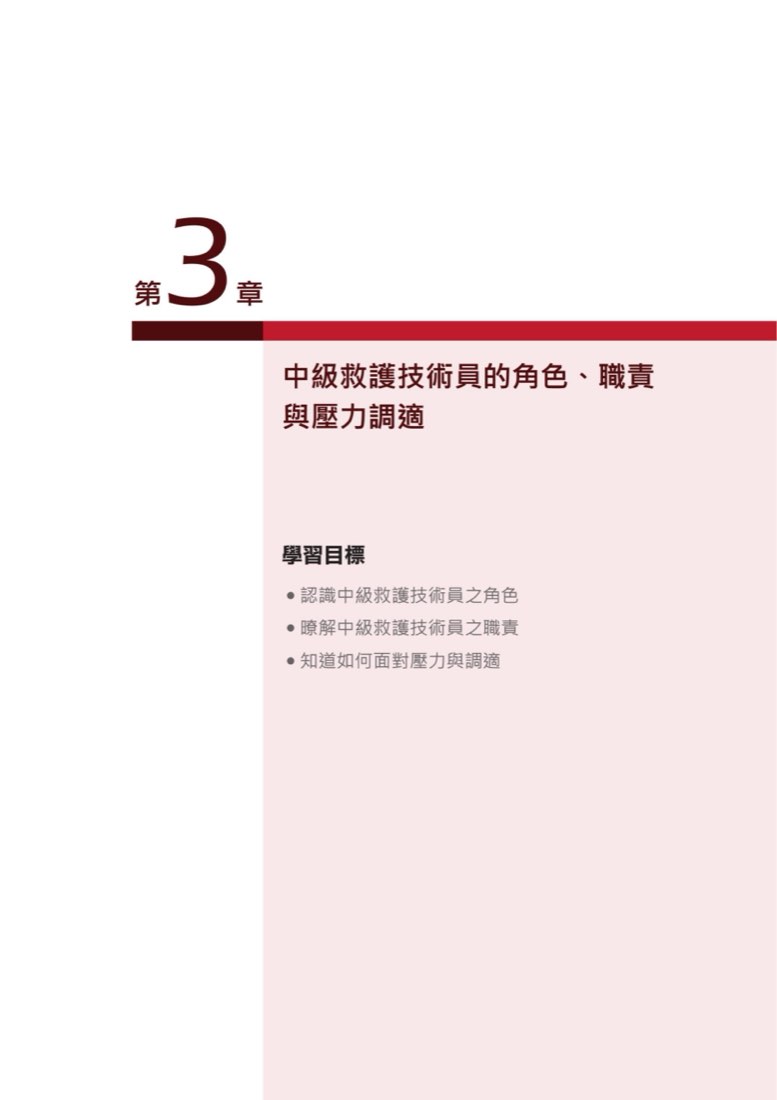 第3章
中級救護技術員的角色、職責
與壓力調適
學習目標
● 認識中級救護技術員之角色
● 瞭解中級救護技術員之職責
● 知道如何面對壓力與調適